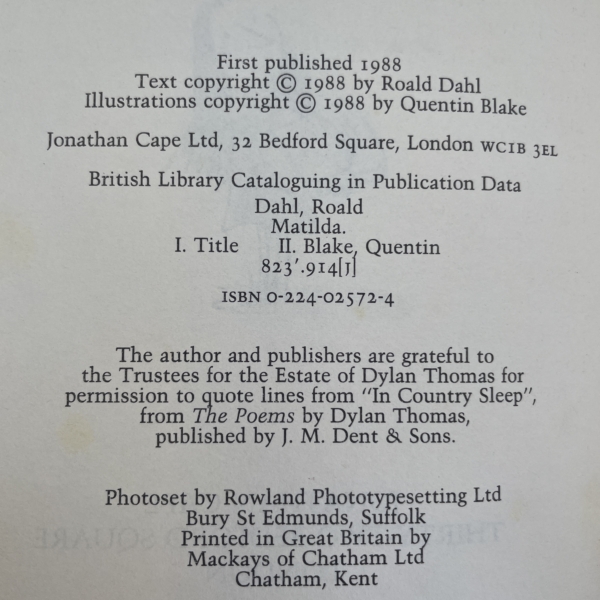 First published 1988
Text copyright © 1988 by Roald Dahl
Illustrations copyright © 1988 by Quentin Blake
Jonathan Cape Ltd, 32 Bedford Square, London WC1B 3EL
British Library Cataloguing in Publication Data
Dahl, Roald
Matilda.
I. Title II. Blake, Quentin
823'.914[J]
ISBN 0-224-02572-4
The author and publishers are grateful to
the Trustees for the Estate of Dylan Thomas for
permission to quote lines from "In Country Sleep",
from The Poems by Dylan Thomas,
published by J. M. Dent & Sons.
Photoset by Rowland Phototypesetting Ltd
Bury St Edmunds, Suffolk
Printed in Great Britain by
Mackays of Chatham Ltd
Chatham, Kent